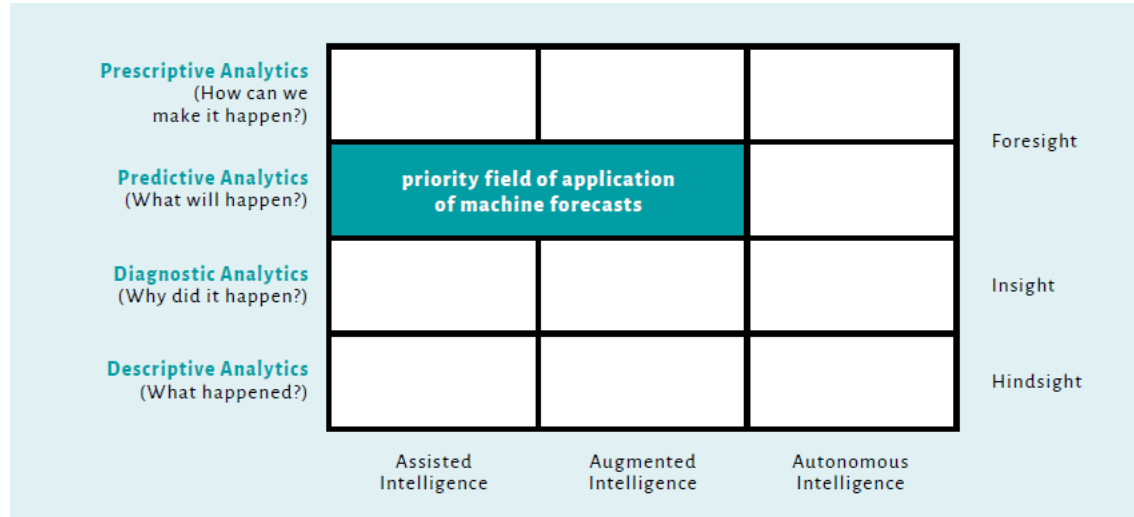 Prescriptive Analytics
(How can we
make it happen?)
Foresight
Predictive Analytics
(What will happen?)
priority field of application
of machine forecasts
Diagnostic Analytics
(Why did it happen?)
Insight
Descriptive Analytics
(What happened?)
Hindsight
Assisted
Intelligence
Augmented
Intelligence
Autonomous
Intelligence